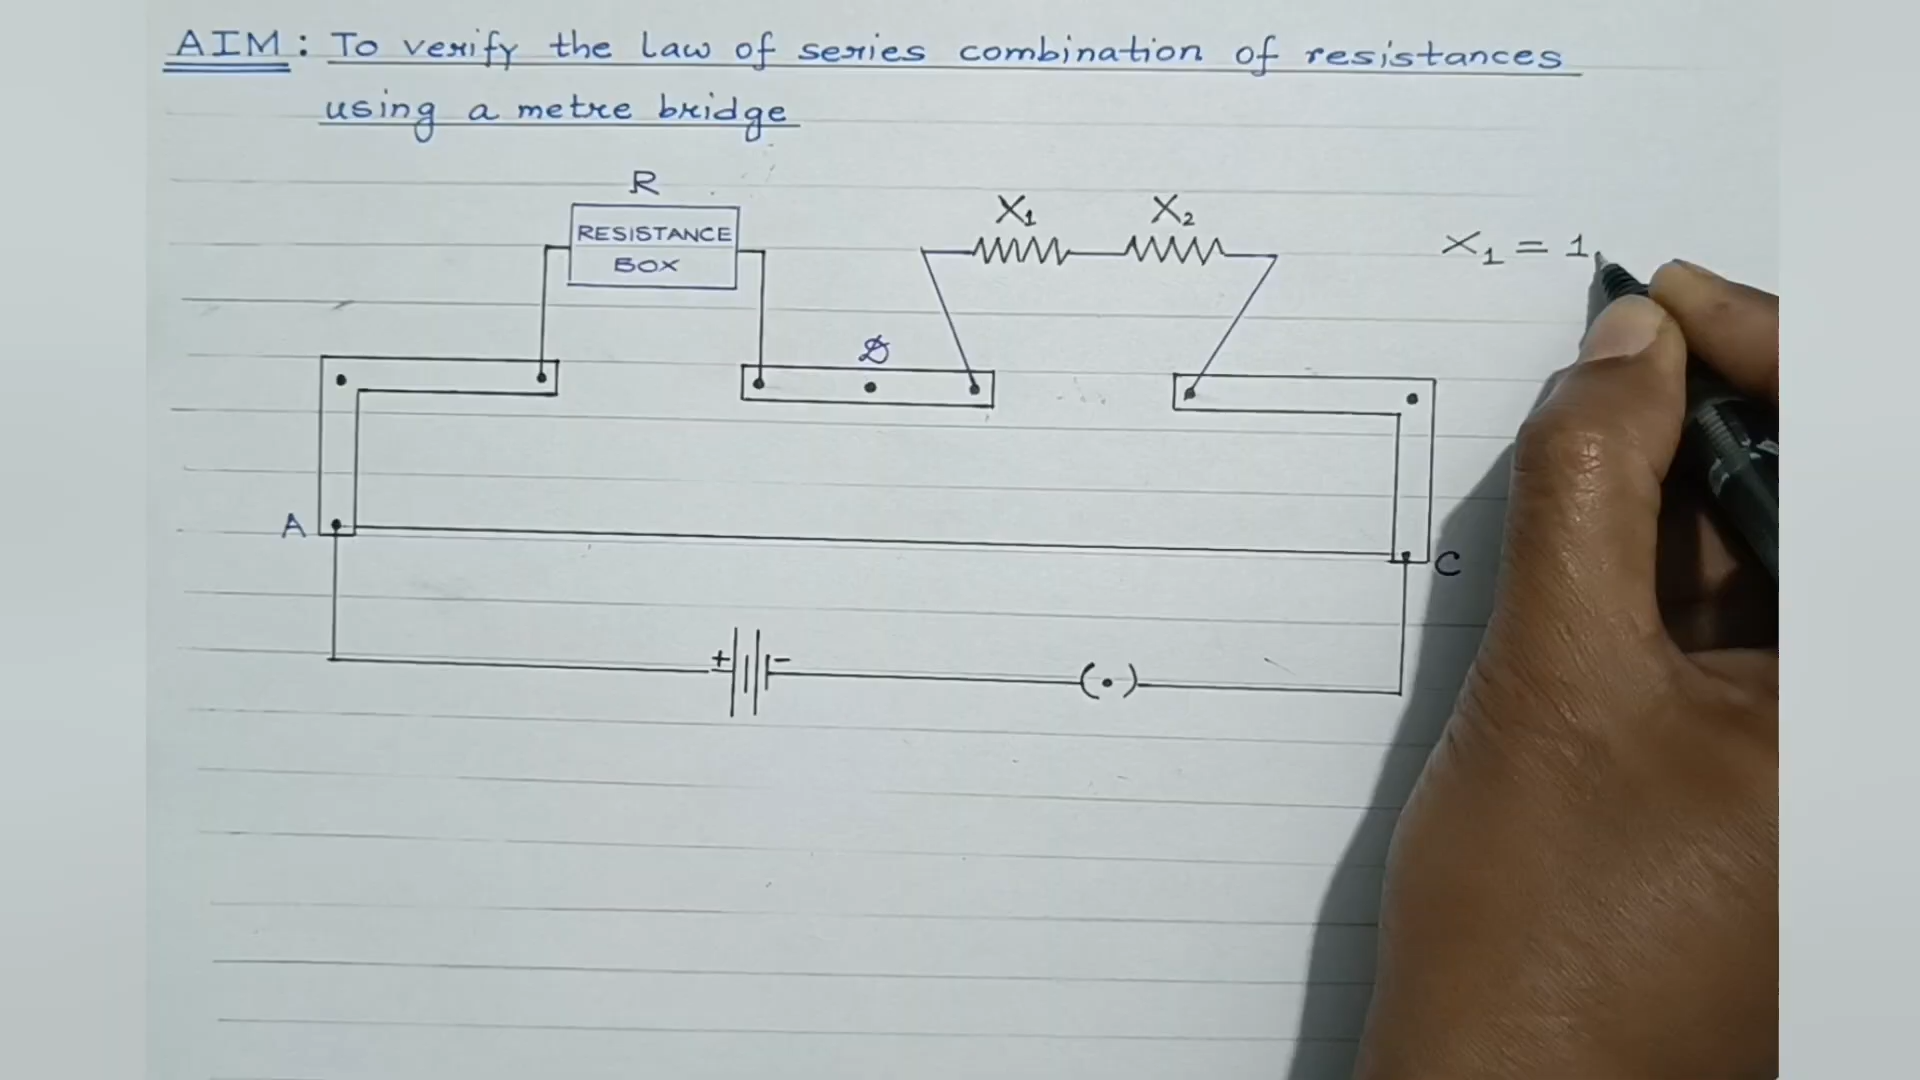 AIM: To verify the law of series combination of resistances
using a metre bridge
R
RESISTANCE
BOX
X₁
X₂
X₁ = 1.
D
A
C
+
-